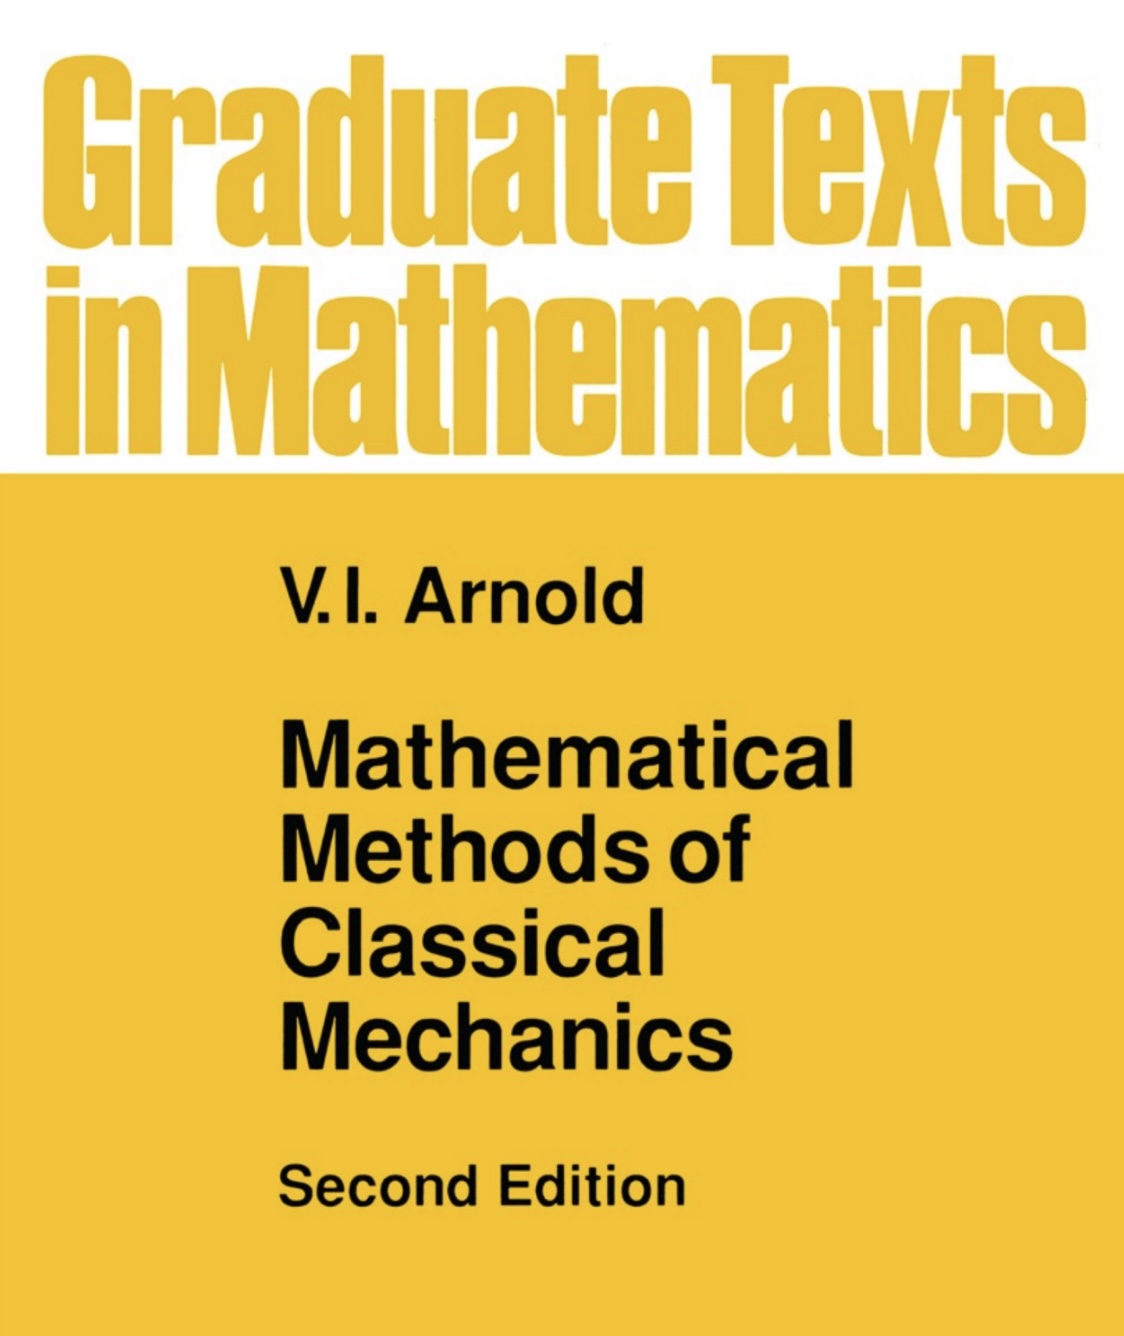 Graduate Texts
in Mathematics
V.I. Arnold
Mathematical
Methods of
Classical
Mechanics
Second Edition